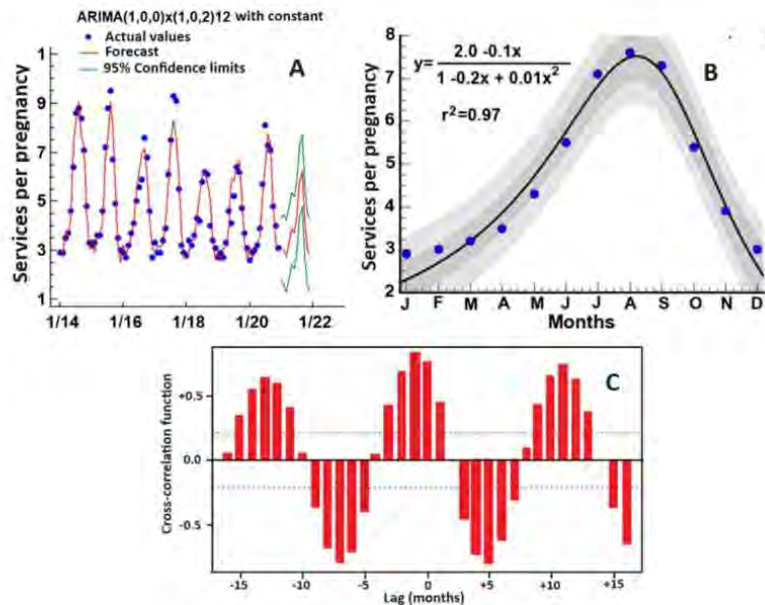 ARIMA(1,0,0)x(1,0,2)12 with constant
Actual values
Forecast
95% Confidence limits
A
Services per pregnancy
1
9
7
5
3
1
1/14 1/16 1/18 1/20 1/22
B
y= 2.0 -0.1x
1 -0.2x + 0.01x²
r²=0.97
Services per pregnancy
8
7
6
5
4
3
2
J F M A M J J A S O N D
Months
C
Cross-correlation function
+0.5
0.0
-0.5
-15 -10 -5 0 +5 +10 +15
Lag (months)